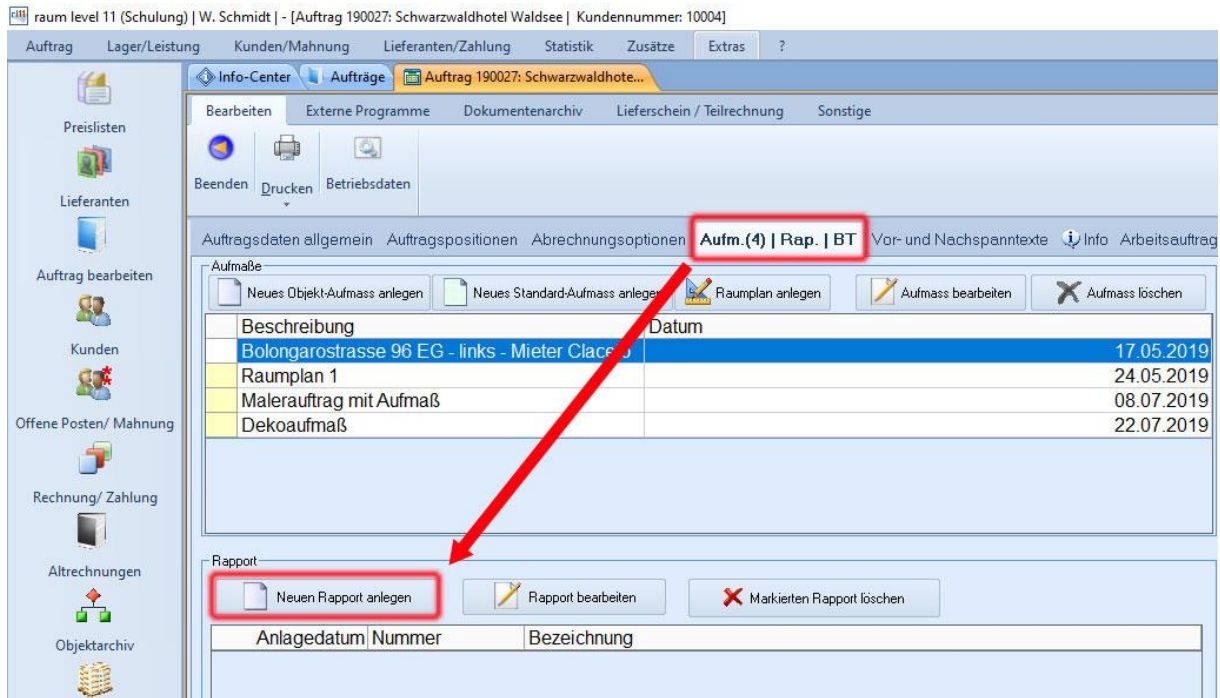 raum level 11 (Schulung) | W. Schmidt | - [Auftrag 190027: Schwarzwaldhotel Waldsee | Kundennummer: 10004]
Auftrag Lager/Leistung Kunden/Mahnung Lieferanten/Zahlung Statistik Zusätze Extras ?
Info-Center Aufträge Auftrag 190027: Schwarzwaldhote...
Bearbeiten Externe Programme Dokumentenarchiv Lieferschein / Teilrechnung Sonstige
Beenden Drucken Betriebsdaten
Auftragsdaten allgemein Auftragspositionen Abrechnungsoptionen Aufm.(4) | Rap. | BT Vor- und Nachspanntexte Info Arbeitsauftrag
Preislisten
Lieferanten
Auftrag bearbeiten
Kunden
Offene Posten/ Mahnung
Rechnung/ Zahlung
Altrechnungen
Objektarchiv
Aufmaße
Neues Objekt-Aufmass anlegen Neues Standard-Aufmass anlegen Raumplan anlegen Aufmass bearbeiten Aufmass löschen
Beschreibung Datum
Bolongarostrasse 96 EG - links - Mieter 17.05.2019
Raumplan 1 24.05.2019
Malerauftrag mit Aufmaß 08.07.2019
Dekoaufmaß 22.07.2019
Rapport
Neuen Rapport anlegen Rapport bearbeiten Markierten Rapport löschen
Anlagedatum Nummer Bezeichnung